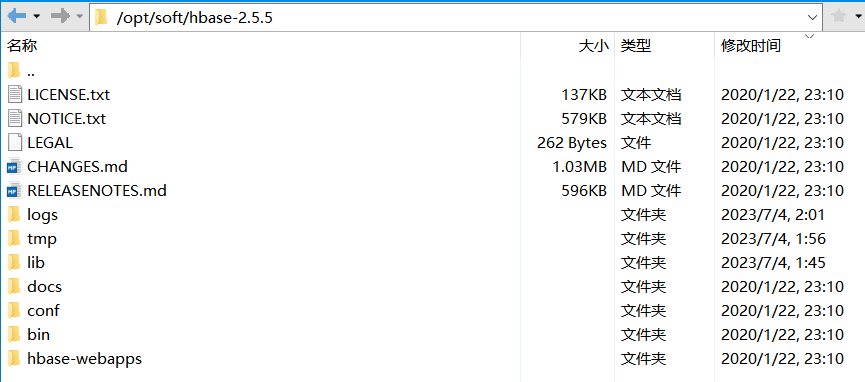 /opt/soft/hbase-2.5.5
名称 大小 类型 修改时间
..
LICENSE.txt 137KB 文本文档 2020/1/22, 23:10
NOTICE.txt 579KB 文本文档 2020/1/22, 23:10
LEGAL 262 Bytes 文件 2020/1/22, 23:10
CHANGES.md 1.03MB MD 文件 2020/1/22, 23:10
RELEASENOTES.md 596KB MD 文件 2020/1/22, 23:10
logs 文件夹 2023/7/4, 2:01
tmp 文件夹 2023/7/4, 1:56
lib 文件夹 2023/7/4, 1:45
docs 文件夹 2020/1/22, 23:10
conf 文件夹 2020/1/22, 23:10
bin 文件夹 2020/1/22, 23:10
hbase-webapps 文件夹 2020/1/22, 23:10